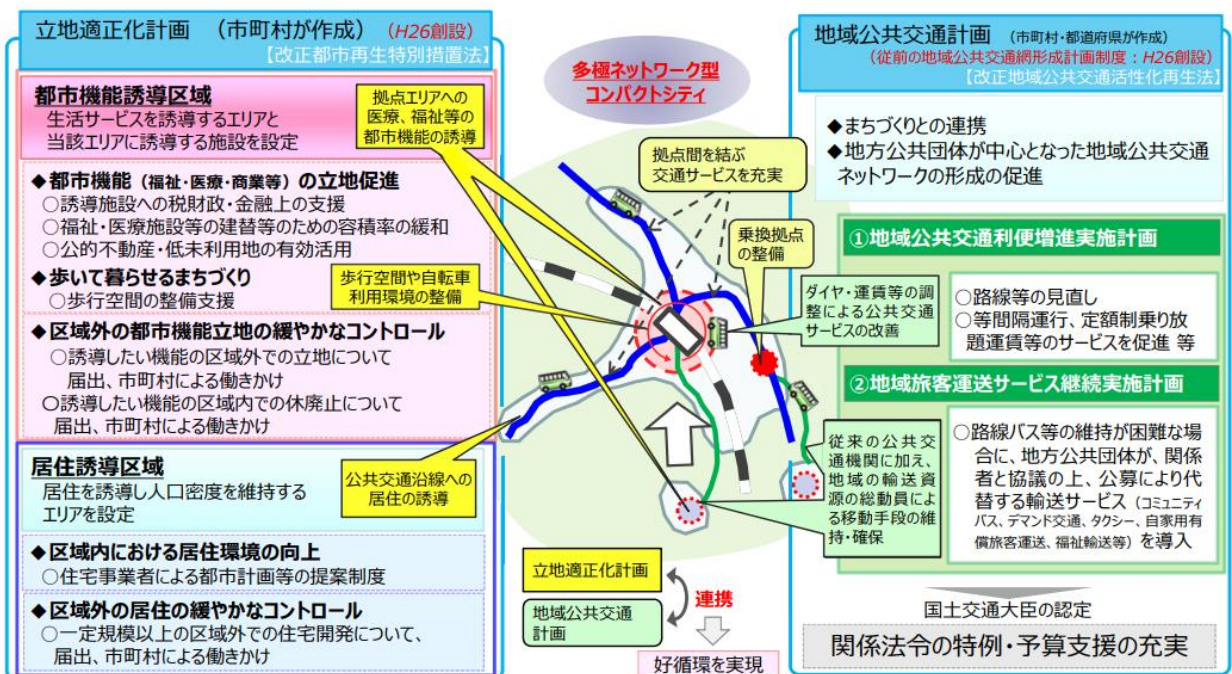 立地適正化計画　（市町村が作成）　（H26創設）
【改正都市再生特別措置法】
都市機能誘導区域
生活サービスを誘導するエリアと
当該エリアに誘導する施設を設定
◆都市機能（福祉・医療・商業等）の立地促進
○誘導施設への税財政・金融上の支援
○福祉・医療施設等の建替等のための容積率の緩和
○公的不動産・低未利用地の有効活用
◆歩いて暮らせるまちづくり
○歩行空間の整備支援
◆区域外の都市機能立地の緩やかなコントロール
○誘導したい機能の区域外での立地について
届出、市町村による働きかけ
○誘導したい機能の区域内での休廃止について
届出、市町村による働きかけ
居住誘導区域
居住を誘導し人口密度を維持する
エリアを設定
◆区域内における居住環境の向上
○住宅事業者による都市計画等の提案制度
◆区域外の居住の緩やかなコントロール
○一定規模以上の区域外での住宅開発について、
届出、市町村による働きかけ
多極ネットワーク型
コンパクトシティ
拠点エリアへの
医療、福祉等の
都市機能の誘導
拠点間を結ぶ
交通サービスを充実
乗換拠点
の整備
歩行空間や自転車
利用環境の整備
ダイヤ・運賃等の調
整による公共交通
サービスの改善
公共交通沿線への
居住の誘導
従来の公共交
通機関に加え、
地域の輸送資
源の総動員によ
る移動手段の維
持・確保
立地適正化計画
地域公共交通
計画
連携
好循環を実現
地域公共交通計画　（市町村・都道府県が作成）
（従前の地域公共交通網形成計画制度：H26創設）
【改正地域公共交通活性化再生法】
◆まちづくりとの連携
◆地方公共団体が中心となった地域公共交通
ネットワークの形成の促進
①地域公共交通利便増進実施計画
○路線等の見直し
○等間隔運行、定額制乗り放
題運賃等のサービスを促進 等
②地域旅客運送サービス継続実施計画
○路線バス等の維持が困難な場
合に、地方公共団体が、関係
者と協議の上、公募により代
替する輸送サービス（コミュニティ
バス、デマンド交通、タクシー、自家用有
償旅客運送、福祉輸送等）を導入
国土交通大臣の認定
関係法令の特例・予算支援の充実